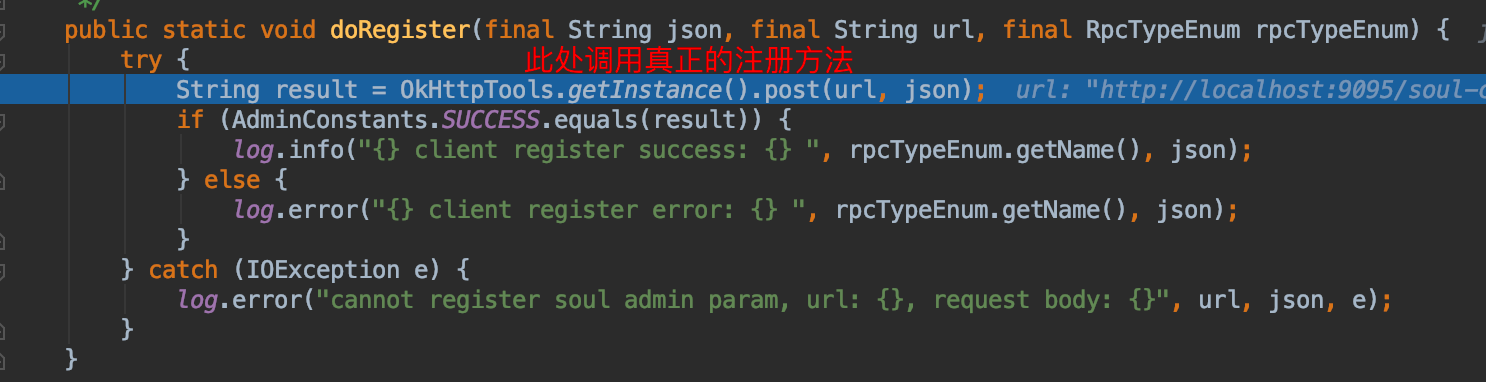 */
public static void doRegister(final String json, final String url, final RpcTypeEnum rpcTypeEnum) {
try {
此处调用真正的注册方法
String result = OkHttpTools.getInstance().post(url, json); url: "http://localhost:9095/soul-
if (AdminConstants.SUCCESS.equals(result)) {
log.info("{} client register success: {} ", rpcTypeEnum.getName(), json);
} else {
log.error("{} client register error: {} ", rpcTypeEnum.getName(), json);
}
} catch (IOException e) {
log.error("cannot register soul admin param, url: {}, request body: {}", url, json, e);
}
}